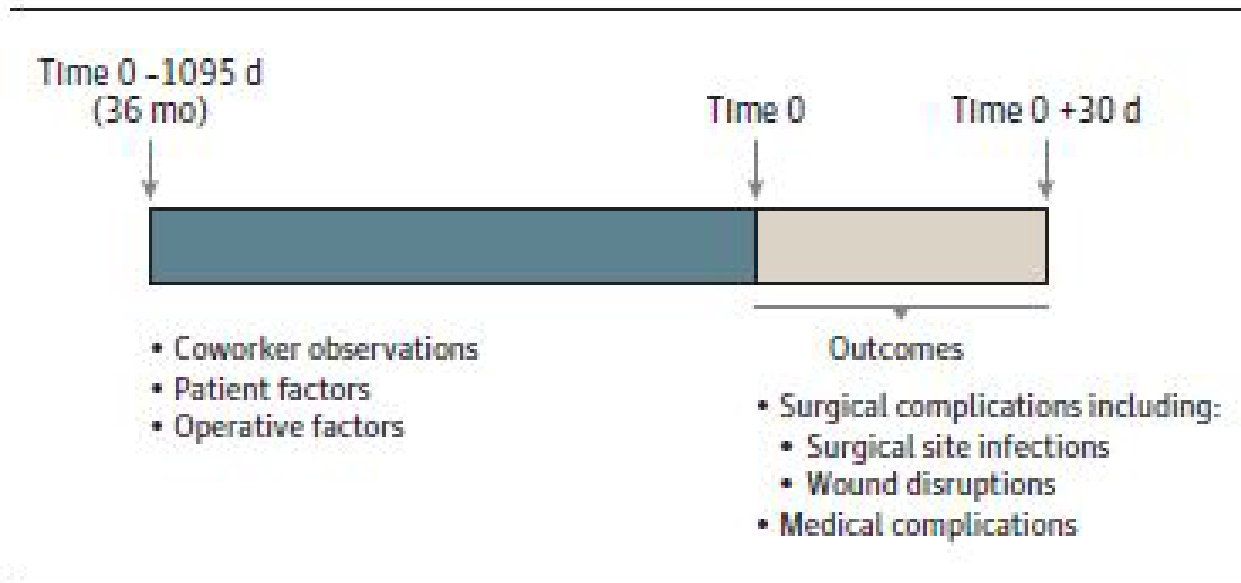 Time 0 -1095 d
(36 mo)
Time 0
Time 0 +30 d
• Coworker observations
• Patient factors
• Operative factors
Outcomes
• Surgical complications including:
• Surgical site infections
• Wound disruptions
• Medical complications